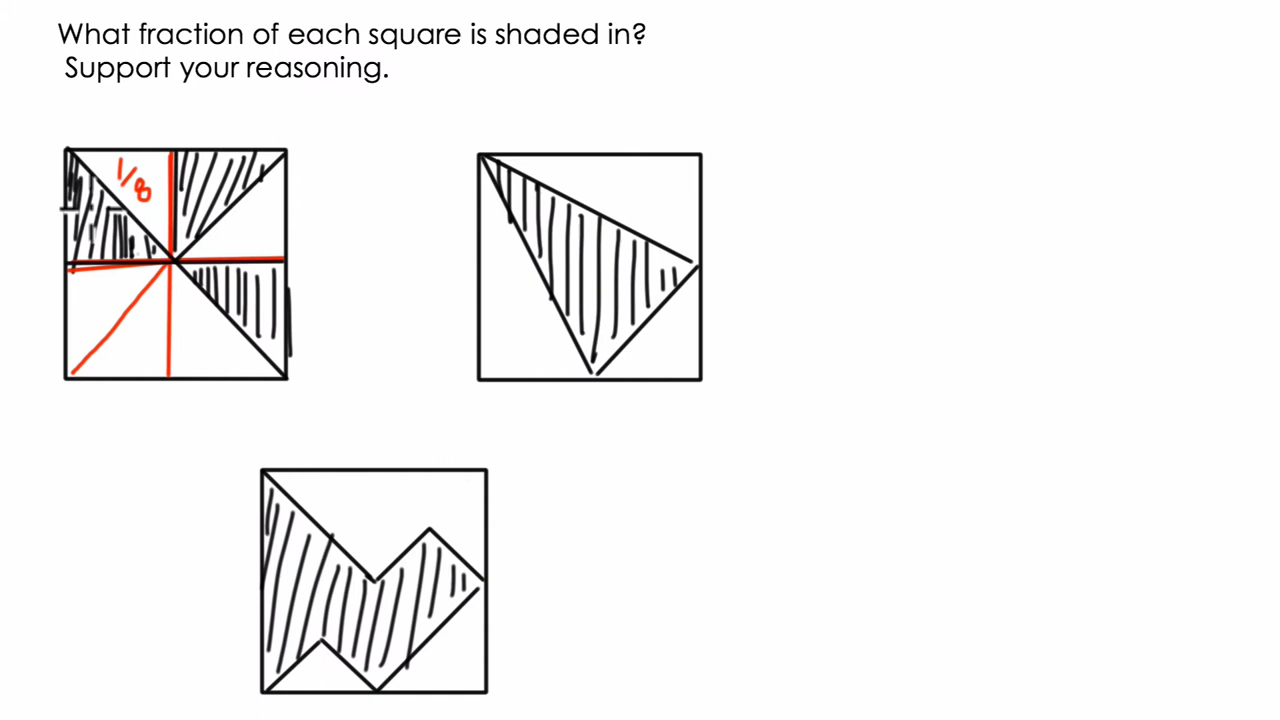 What fraction of each square is shaded in?
Support your reasoning.
1/8